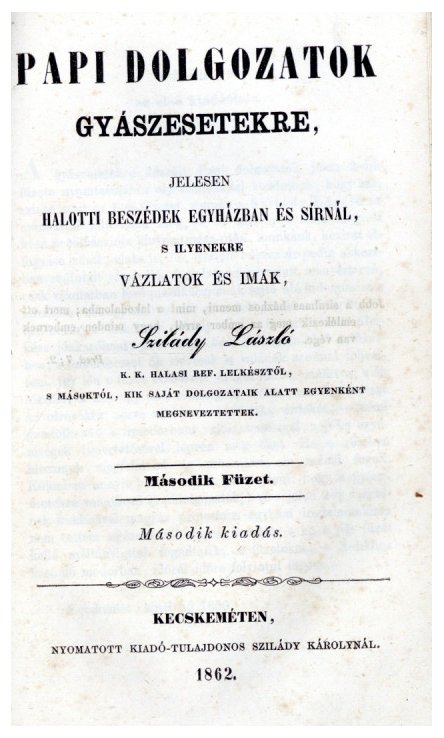 PAPI DOLGOZATOK
GYÁSZESETEKRE,
JELESEN
HALOTTI BESZÉDEK EGYHÁZBAN ÉS SÍRNÁL,
S ILYENEKRE
VÁZLATOK ÉS IMÁK,
Szilády László
K. K. HALASI REF. LELKÉSZTŐL,
S MÁSOKTÓL, KIK SAJÁT DOLGOZATAIK ALATT EGYENKÉNT
MEGNEVEZTETTEK.
Második Füzet.
Második kiadás.
KECSKEMÉTEN,
NYOMATOTT KIADÓ-TULAJDONOS SZILÁDY KÁROLYNÁL.
1862.